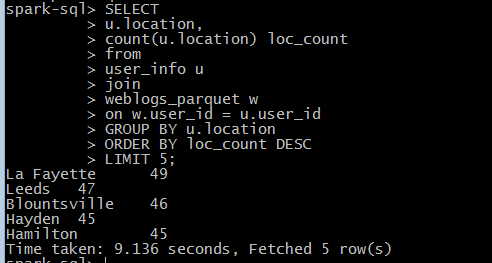 spark-sql> SELECT
> u.location,
> count(u.location) loc_count
> from
> user_info u
> join
> weblogs_parquet w
> on w.user_id = u.user_id
> GROUP BY u.location
> ORDER BY loc_count DESC
> LIMIT 5;
La Fayette 49
Leeds 47
Blountsville 46
Hayden 45
Hamilton 45
Time taken: 9.136 seconds, Fetched 5 row(s)
spark-sql>